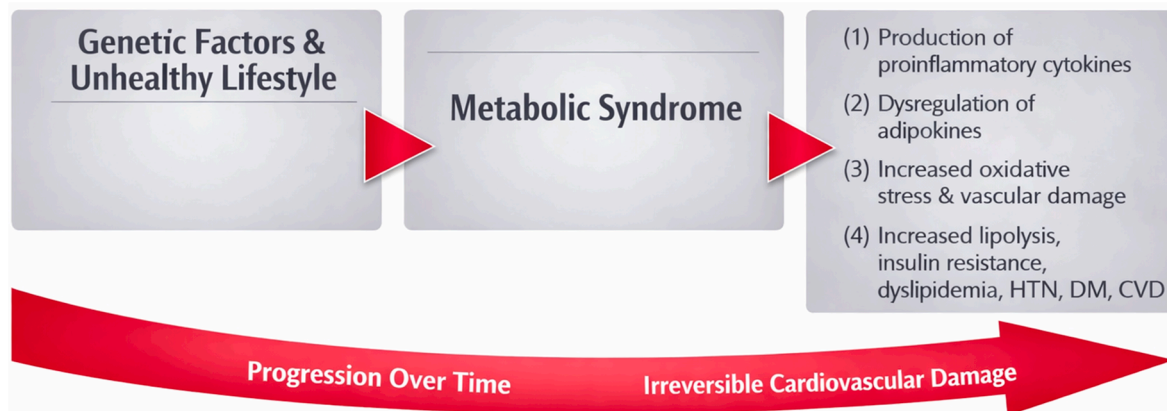 Genetic Factors &
Unhealthy Lifestyle
Metabolic Syndrome
(1) Production of
proinflammatory cytokines
(2) Dysregulation of
adipokines
(3) Increased oxidative
stress & vascular damage
(4) Increased lipolysis,
insulin resistance,
dyslipidemia, HTN, DM, CVD
Progression Over Time
Irreversible Cardiovascular Damage